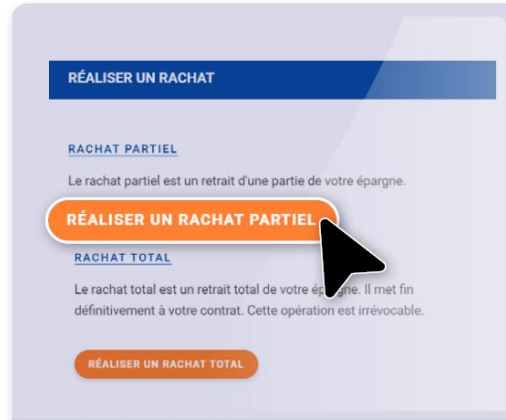 RÉALISER UN RACHAT
RACHAT PARTIEL
Le rachat partiel est un retrait d'une partie de votre épargne.
RÉALISER UN RACHAT PARTIEL
RACHAT TOTAL
Le rachat total est un retrait total de votre épargne. Il met fin
définitivement à votre contrat. Cette opération est irrévocable.
RÉALISER UN RACHAT TOTAL